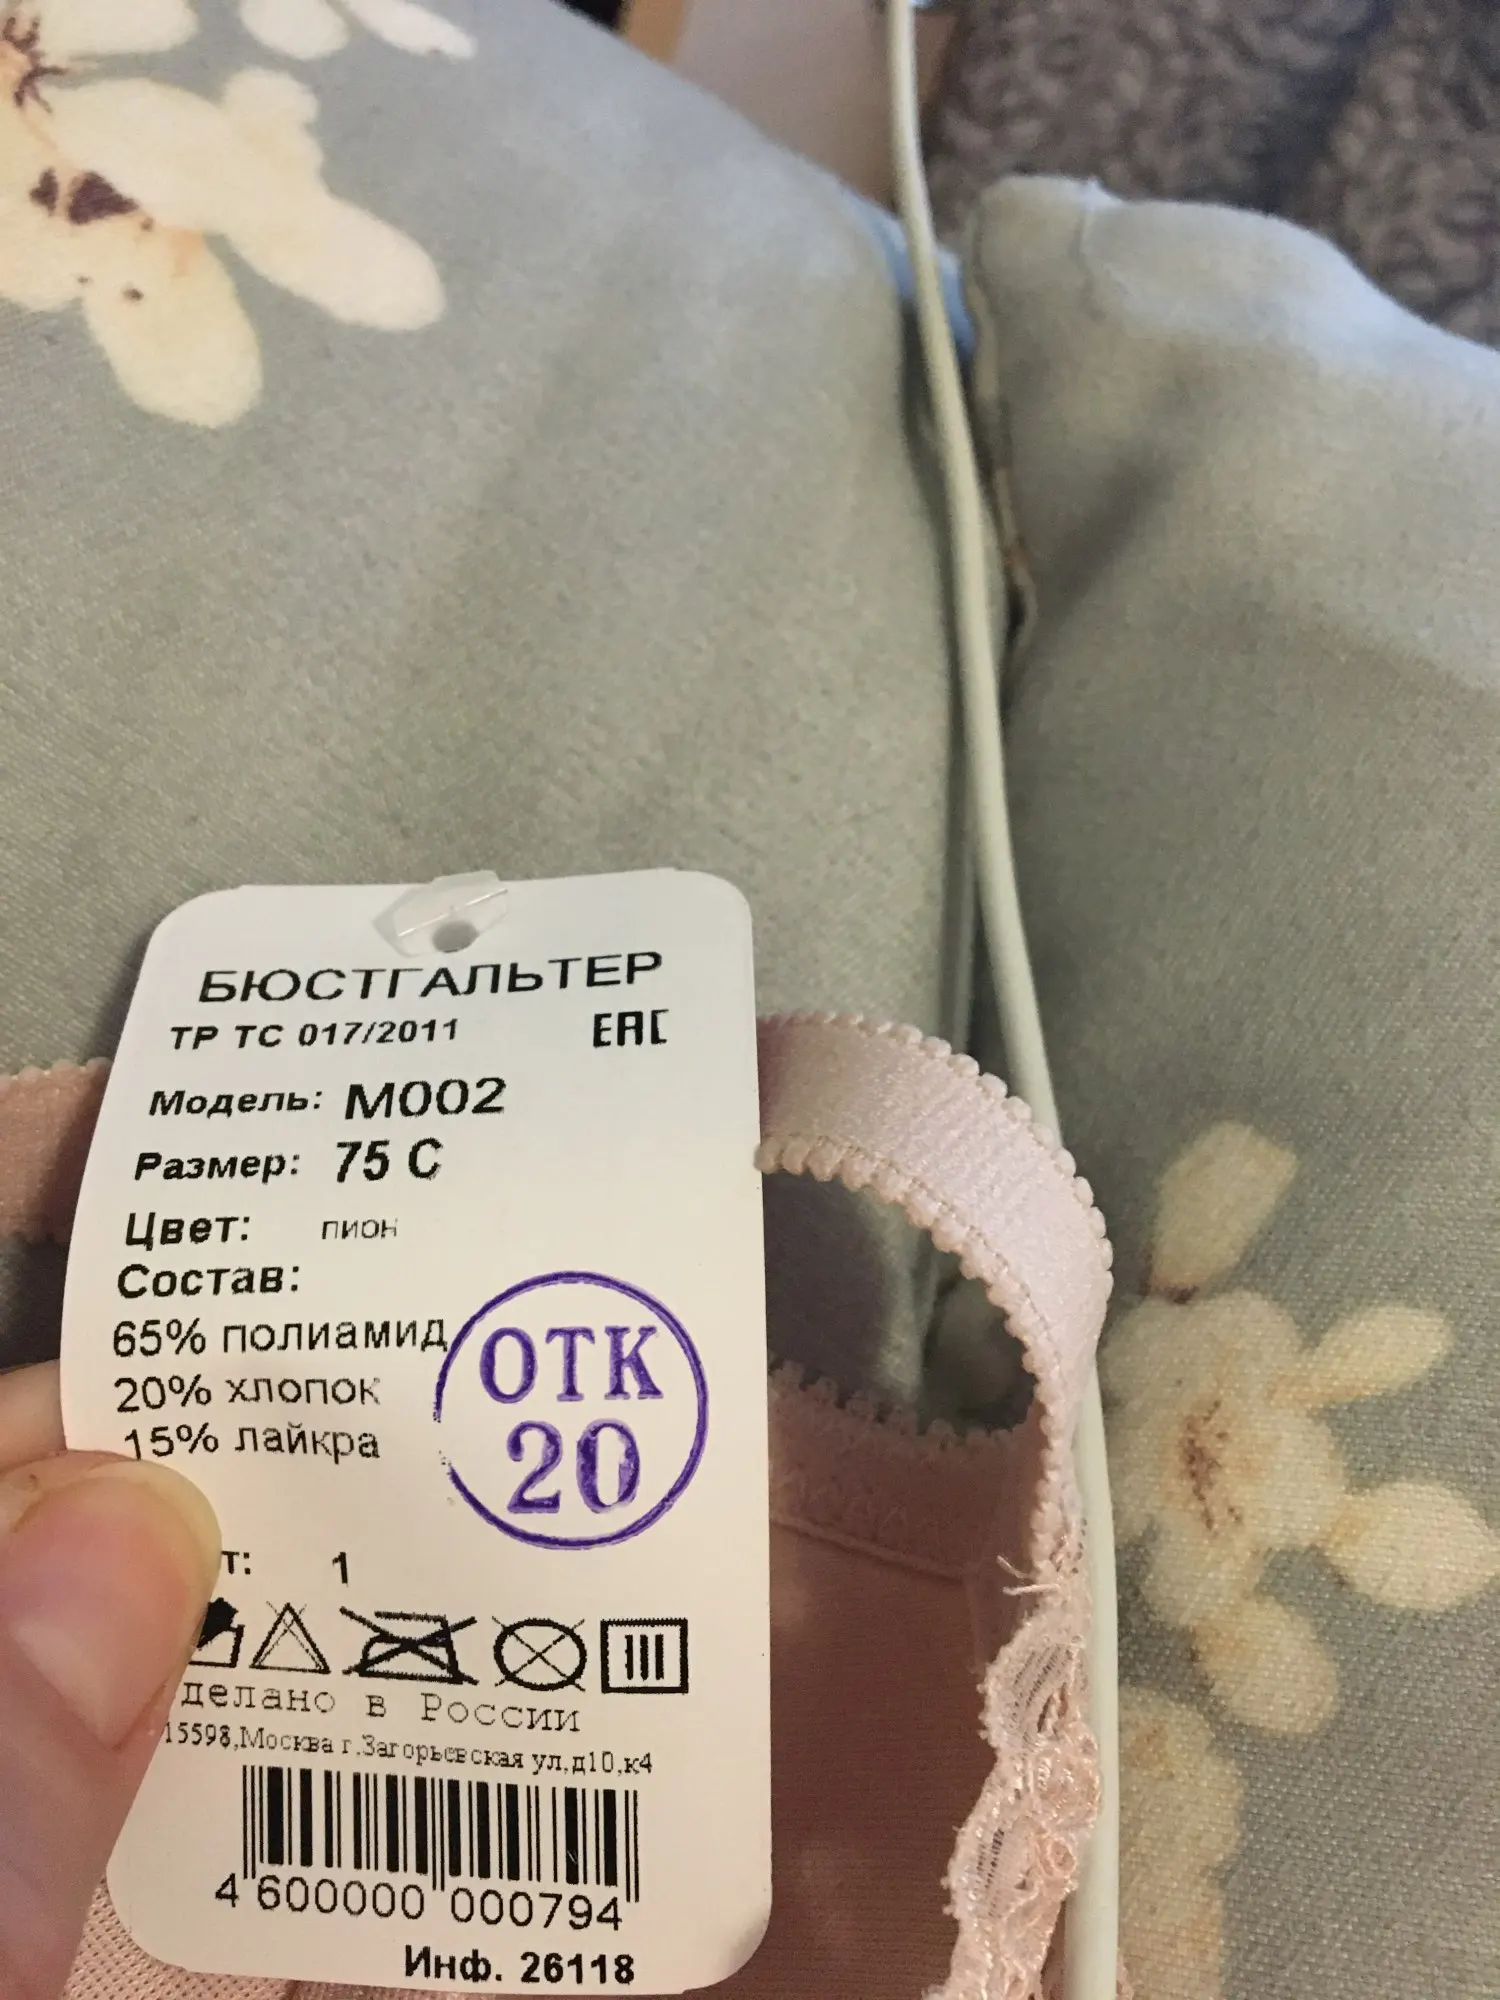 БЮСТГАЛЬТЕР
ТР ТС 017/2011 ЕАС
Модель: М002
Размер: 75 С
Цвет: пион
Состав:
65% полиамид
20% хлопок
15% лайкра
ОТК
20
т: 1
делано в России
15598,Москва г.Загорьевская ул,д10,к4
4 600000 000794
Инф. 26118